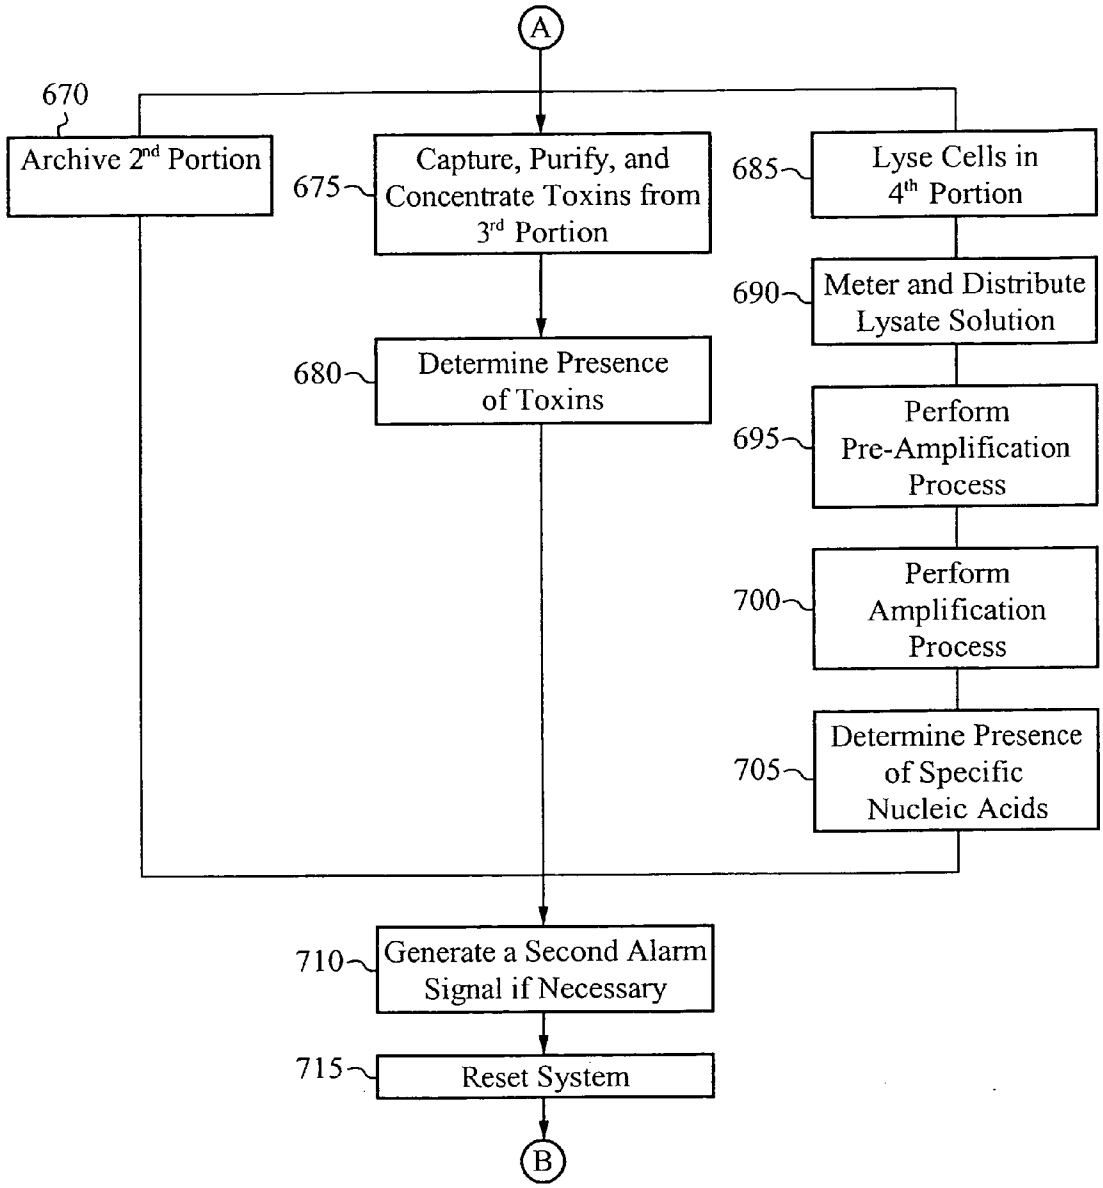 A
670
Archive 2nd Portion
675
Capture, Purify, and
Concentrate Toxins from
3rd Portion
680
Determine Presence
of Toxins
685
Lyse Cells in
4th Portion
690
Meter and Distribute
Lysate Solution
695
Perform
Pre-Amplification
Process
700
Perform
Amplification
Process
705
Determine Presence
of Specific
Nucleic Acids
710
Generate a Second Alarm
Signal if Necessary
715
Reset System
B